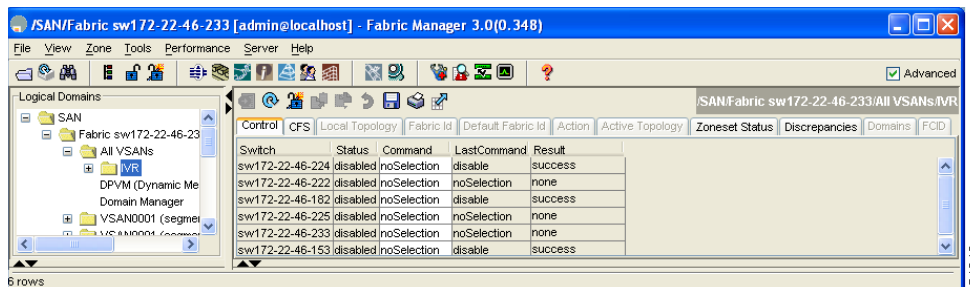 /SAN/Fabric sw172-22-46-233 [admin@localhost] - Fabric Manager 3.0(0.348)
File View Zone Tools Performance Server Help
Advanced
Logical Domains
/SAN/Fabric sw172-22-46-233/All VSANs/IVR
SAN
Fabric sw172-22-46-23
All VSANs
IVR
DPVM (Dynamic Me
Domain Manager
VSAN0001 (segmer
Control CFS Local Topology Fabric Id Default Fabric Id Action Active Topology Zoneset Status Discrepancies Domains FCID
Switch Status Command LastCommand Result
sw172-22-46-224 disabled noSelection disable success
sw172-22-46-222 disabled noSelection noSelection none
sw172-22-46-182 disabled noSelection disable success
sw172-22-46-225 disabled noSelection noSelection none
sw172-22-46-233 disabled noSelection noSelection none
sw172-22-46-153 disabled noSelection disable success
6 rows